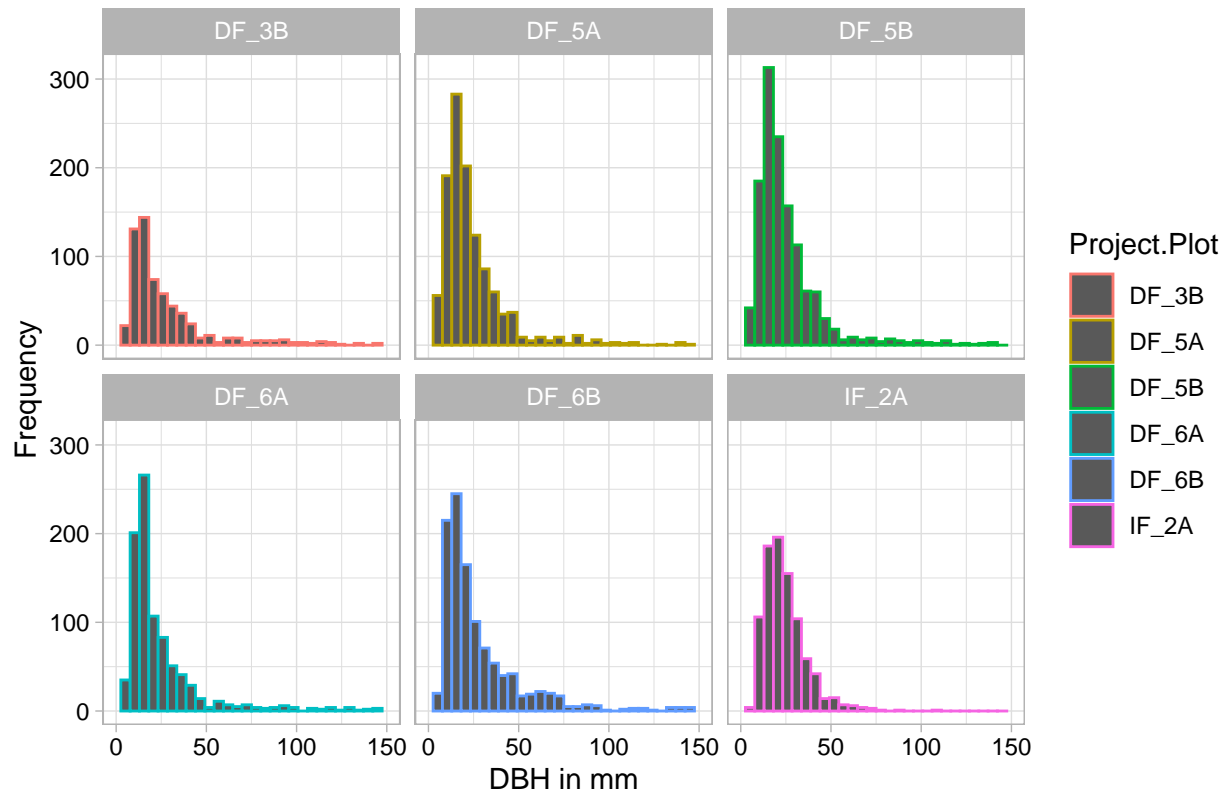 DF_3B DF_5A DF_5B
300
200
100
0
DF_6A DF_6B IF_2A
300
200
100
0
0 50 100 150 0 50 100 150 0 50 100 150
DBH in mm
Frequency
Project.Plot
DF_3B
DF_5A
DF_5B
DF_6A
DF_6B
IF_2A